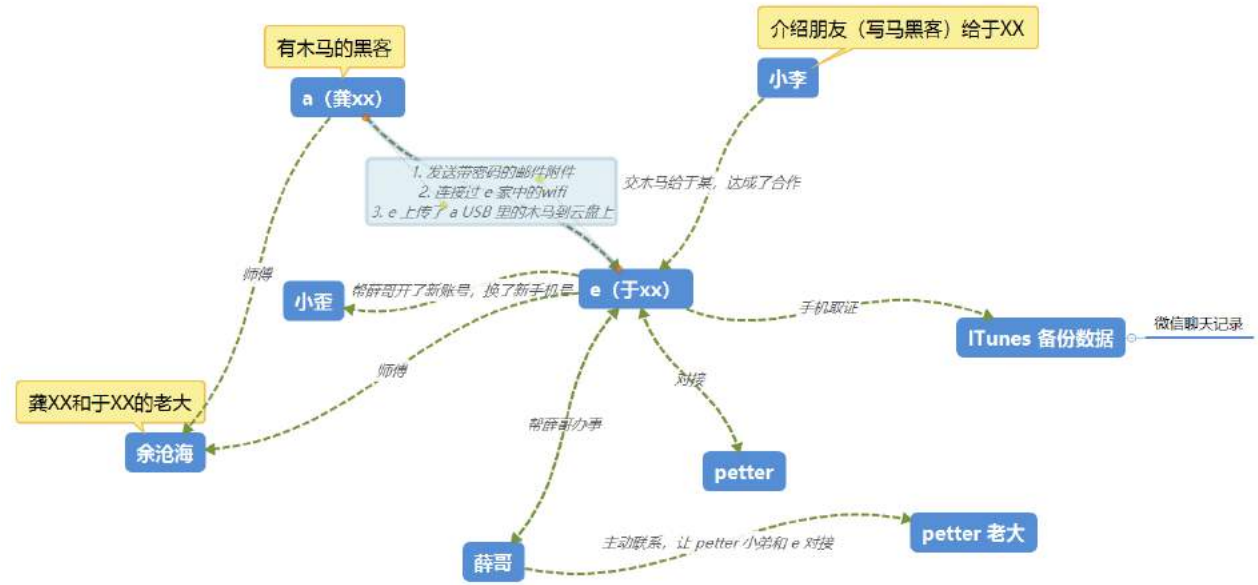 介绍朋友（写马黑客）给于XX
有木马的黑客
小李
a（龚xx）
1. 发送带密码的邮件附件
2. 连接过 e 家中的wifi
3. e 上传了 a USB 里的木马到云盘上
交木马给于某，达成了合作
师傅
小歪
帮薛哥开了新账号，换了新手机号
e（于xx）
手机取证
ITunes 备份数据
微信聊天记录
师傅
对接
龚XX和于XX的老大
帮薛哥办事
余沧海
petter
主动联系，让 petter 小弟和 e 对接
petter 老大
薛哥